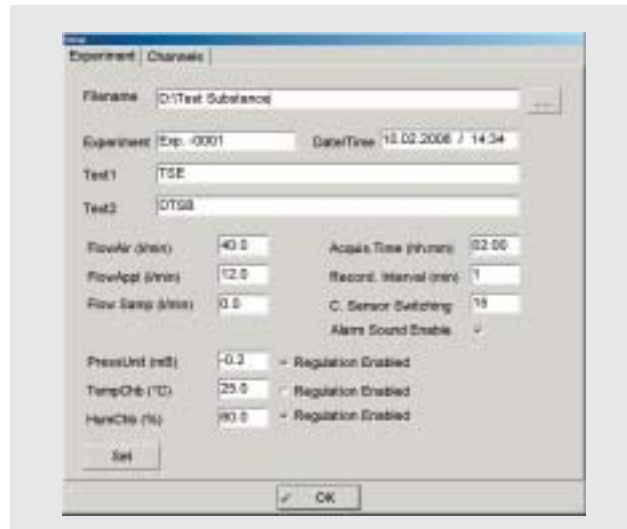 Experiment Channels
Filename D:\Test Substance
...
Experiment Exp. -0001 Date/Time 10.02.2006 / 14:34
Text1 TSE
Text2 DTSB
FlowAir (l/min) 40.0 Acquis.Time (hh:mm) 02:00
FlowAppl (l/min) 12.0 Record. Interval (min) 1
Flow Samp (l/min) 0.0 C. Sensor Switching
Alarm Sound Enable
PressUnit (mB) -0.2 Regulation Enabled
TempChb (°C) 25.0 Regulation Enabled
HumChb (%) 60.0 Regulation Enabled
Set
OK